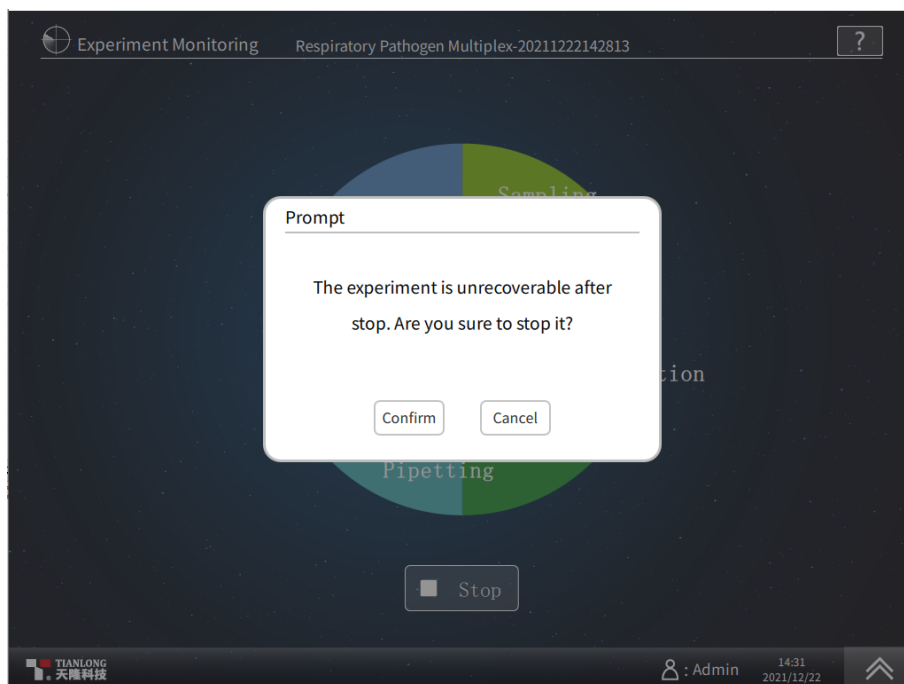 Experiment Monitoring
Respiratory Pathogen Multiplex-20211222142813
?
Sampling
Prompt
The experiment is unrecoverable after
stop. Are you sure to stop it?
Confirm
Cancel
tion
Pipetting
Stop
TIANLONG
天隆科技
: Admin
14:31
2021/12/22